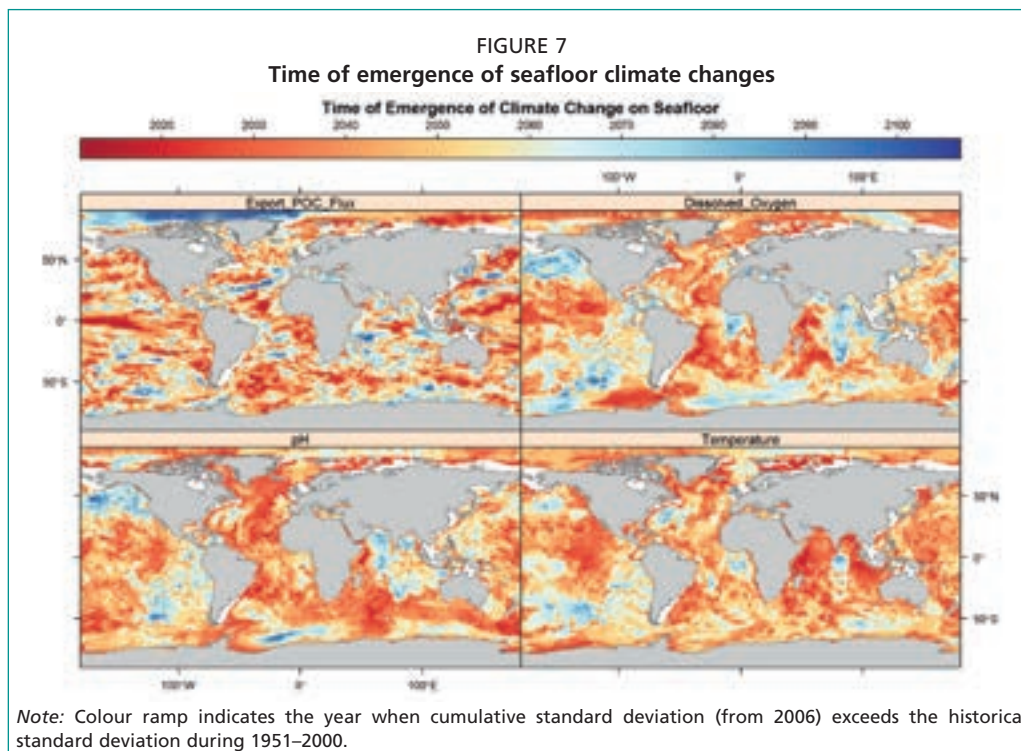 FIGURE 7
Time of emergence of seafloor climate changes
Time of Emergence of Climate Change on Seafloor
2020 2030 2040 2050 2060 2070 2080 2090 2100
100°W 0° 100°E
Export_POC_Flux Dissolved_Oxygen
50°N
0°
50°S
pH Temperature
50°N
0°
50°S
100°W 0° 100°E
Note: Colour ramp indicates the year when cumulative standard deviation (from 2006) exceeds the historica
standard deviation during 1951–2000.